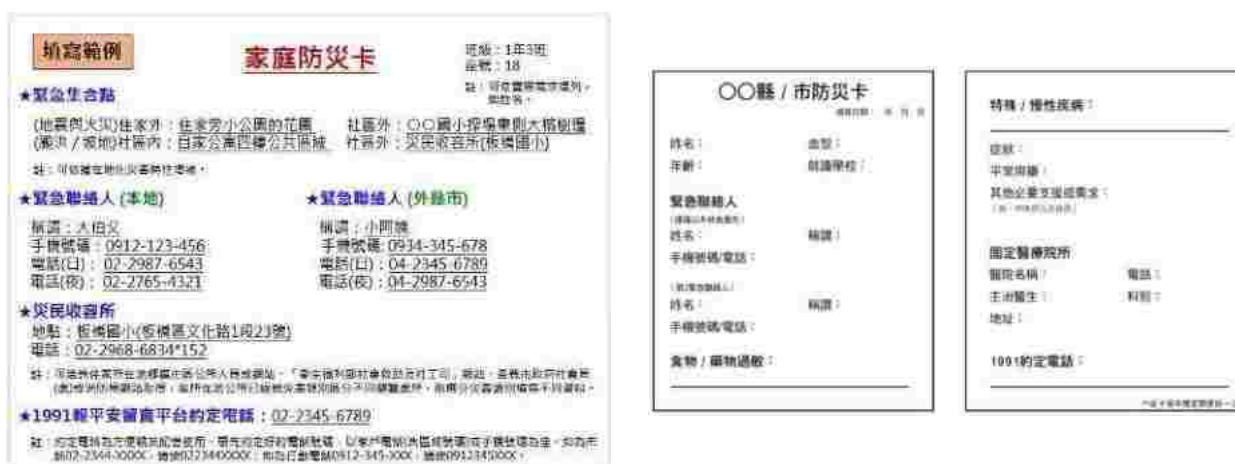 填寫範例
家庭防災卡
班級：1年3班
座號：18
★緊急集合點
(地震與火災)住家外：住家旁小公園的花圃
社區外：〇〇國小操場東側大榕樹區
(颱洪／坡地)社區內：自家公寓四樓公共區域
社區外：災民收容所(板橋國小)
★緊急聯絡人 (本地)
稱謂：大伯父
手機號碼：0912-123-456
電話(日)：02-2987-6543
電話(夜)：02-2765-4321
★緊急聯絡人 (外縣市)
稱謂：小阿姨
手機號碼: 0934-345-678
電話(日)：04-2345-6789
電話(夜)：04-2987-6543
★災民收容所
地點：板橋國小(板橋區文化路1段23號)
電話：02-2968-6834*152
★1991報平安留言平台約定電話：02-2345-6789
〇〇縣 / 市防災卡
姓名：
血型：
年齡：
就讀學校：
緊急聯絡人
姓名：
稱謂：
手機號碼/電話：
姓名：
稱謂：
手機號碼/電話：
食物 / 藥物過敏：
特殊 / 慢性疾病：
症狀：
平常用藥：
其他必要支援或需求：
固定醫療院所
醫院名稱：
電話：
主治醫生：
科別：
地址：
1991約定電話：